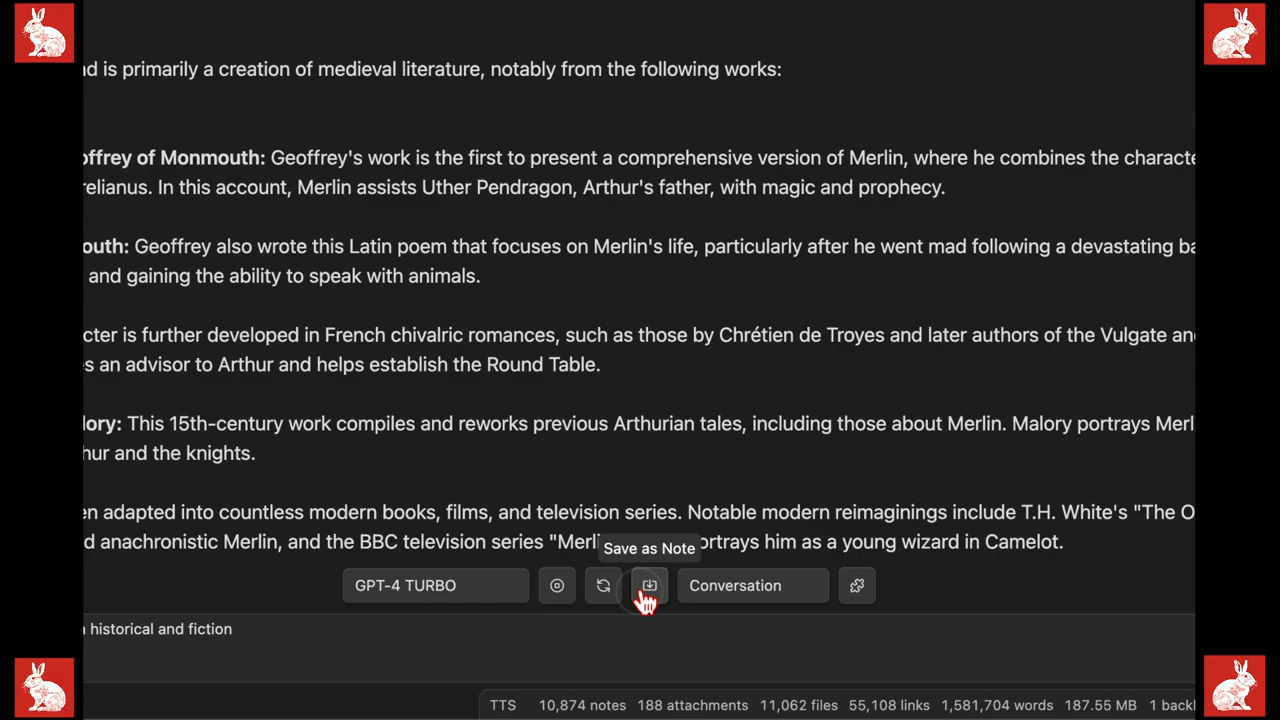 nd is primarily a creation of medieval literature, notably from the following works:
offrey of Monmouth: Geoffrey's work is the first to present a comprehensive version of Merlin, where he combines the characte
relianus. In this account, Merlin assists Uther Pendragon, Arthur's father, with magic and prophecy.
outh: Geoffrey also wrote this Latin poem that focuses on Merlin's life, particularly after he went mad following a devastating ba
and gaining the ability to speak with animals.
cter is further developed in French chivalric romances, such as those by Chrétien de Troyes and later authors of the Vulgate an
s an advisor to Arthur and helps establish the Round Table.
lory: This 15th-century work compiles and reworks previous Arthurian tales, including those about Merlin. Malory portrays Merl
hur and the knights.
en adapted into countless modern books, films, and television series. Notable modern reimaginings include T.H. White's "The O
d anachronistic Merlin, and the BBC television series "Merl ortrays him as a young wizard in Camelot.
Save as Note
GPT-4 TURBO Conversation
historical and fiction
TTS 10,874 notes 188 attachments 11,062 files 55,108 links 1,581,704 words 187.55 MB 1 backl